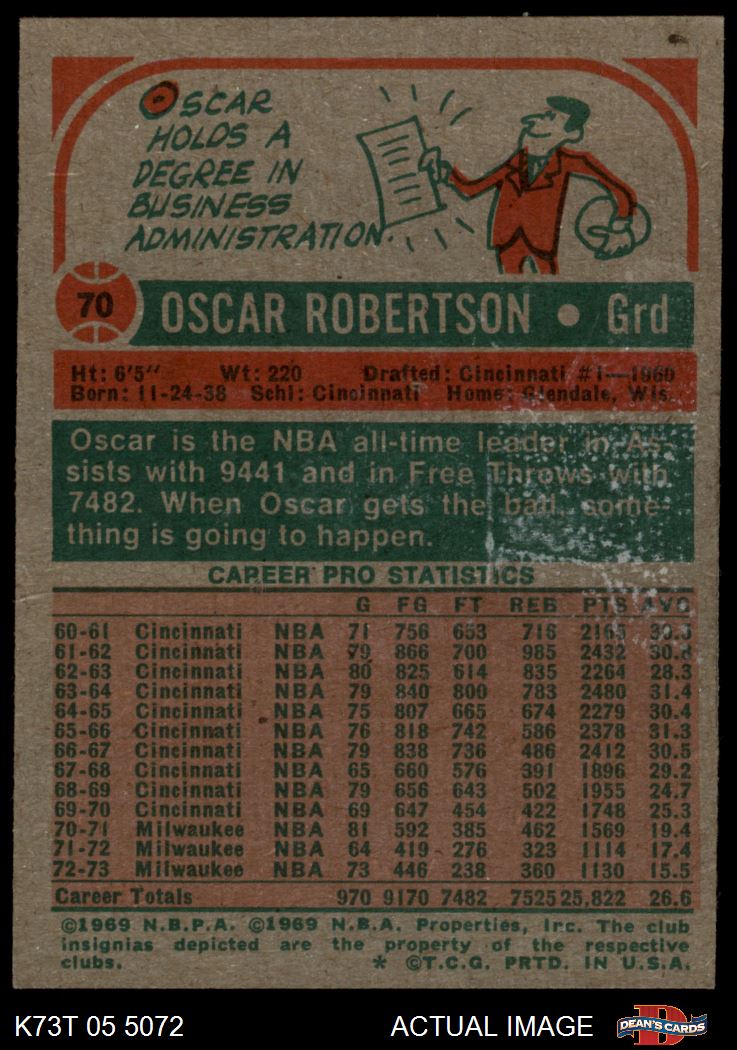 OSCAR
HOLDS A
DEGREE IN
BUSINESS
ADMINISTRATION.
70 OSCAR ROBERTSON • Grd
Ht: 6'5" Wt: 220 Drafted: Cincinnati #1—1960
Born: 11-24-38 Schl: Cincinnati Home: Glendale, Wis.
Oscar is the NBA all-time leader in As-
sists with 9441 and in Free Throws with
7482. When Oscar gets the ball, some-
thing is going to happen.
CAREER PRO STATISTICS
G FG FT REB PTS AVG
60-61 Cincinnati NBA 71 756 653 716 2165 30.5
61-62 Cincinnati NBA 79 866 700 985 2432 30.8
62-63 Cincinnati NBA 80 825 614 835 2264 28.3
63-64 Cincinnati NBA 79 840 800 783 2480 31.4
64-65 Cincinnati NBA 75 807 665 674 2279 30.4
65-66 Cincinnati NBA 76 818 742 586 2378 31.3
66-67 Cincinnati NBA 79 838 736 486 2412 30.5
67-68 Cincinnati NBA 65 660 576 391 1896 29.2
68-69 Cincinnati NBA 79 656 643 502 1955 24.7
69-70 Cincinnati NBA 69 647 454 422 1748 25.3
70-71 Milwaukee NBA 81 592 385 462 1569 19.4
71-72 Milwaukee NBA 64 419 276 323 1114 17.4
72-73 Milwaukee NBA 73 446 238 360 1130 15.5
Career Totals 970 9170 7482 7525 25,822 26.6
©1969 N.B.P.A. ©1969 N.B.A. Properties, Inc. The club
insignias depicted are the property of the respective
clubs. * ©T.C.G. PRTD. IN U.S.A.
K73T 05 5072 ACTUAL IMAGE D DEAN'S CARDS